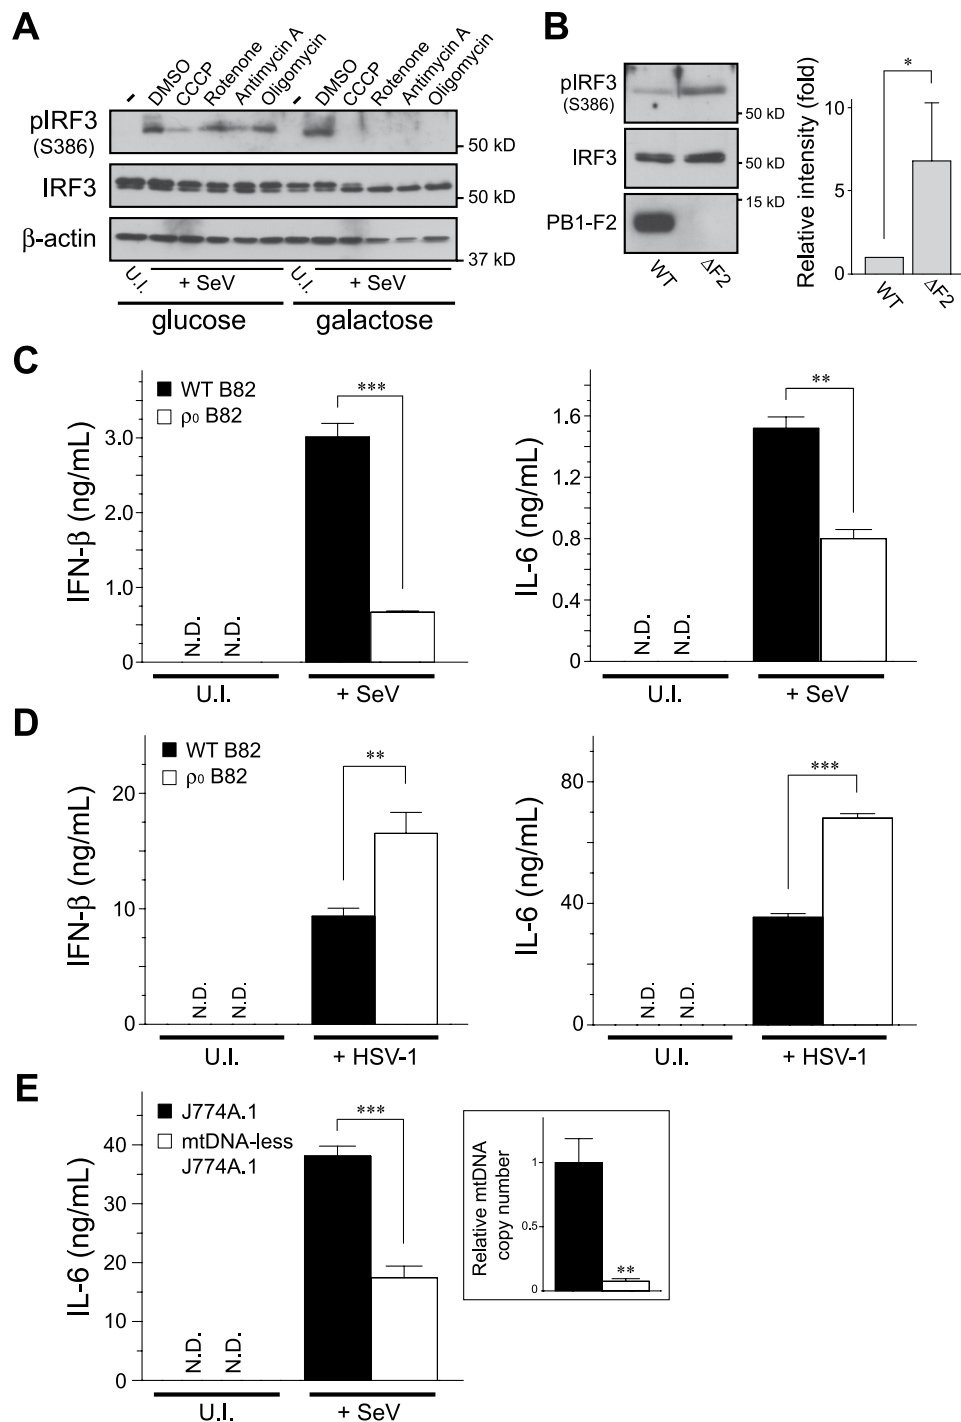 A
– DMSO CCCP Rotenone Antimycin A Oligomycin – DMSO CCCP Rotenone Antimycin A Oligomycin
pIRF3
(S386)
50 kD
IRF3
50 kD
β-actin
37 kD
U.I. + SeV U.I. + SeV
glucose galactose
B
pIRF3
(S386)
50 kD
IRF3
50 kD
15 kD
PB1-F2
WT ΔF2
Relative intensity (fold)
*
10
5
0
WT ΔF2
C
WT B82
ρ0 B82
***
IFN-β (ng/mL)
3.0
2.0
1.0
0
N.D. N.D.
U.I. + SeV
**
IL-6 (ng/mL)
1.6
1.2
0.8
0.4
0
N.D. N.D.
U.I. + SeV
D
WT B82
ρ0 B82
**
IFN-β (ng/mL)
20
10
0
N.D. N.D.
U.I. + HSV-1
***
IL-6 (ng/mL)
80
40
0
N.D. N.D.
U.I. + HSV-1
E
J774A.1
mtDNA-less
J774A.1
***
IL-6 (ng/mL)
40
30
20
10
0
N.D. N.D.
U.I. + SeV
Relative mtDNA
copy number
1
0.5
0
**